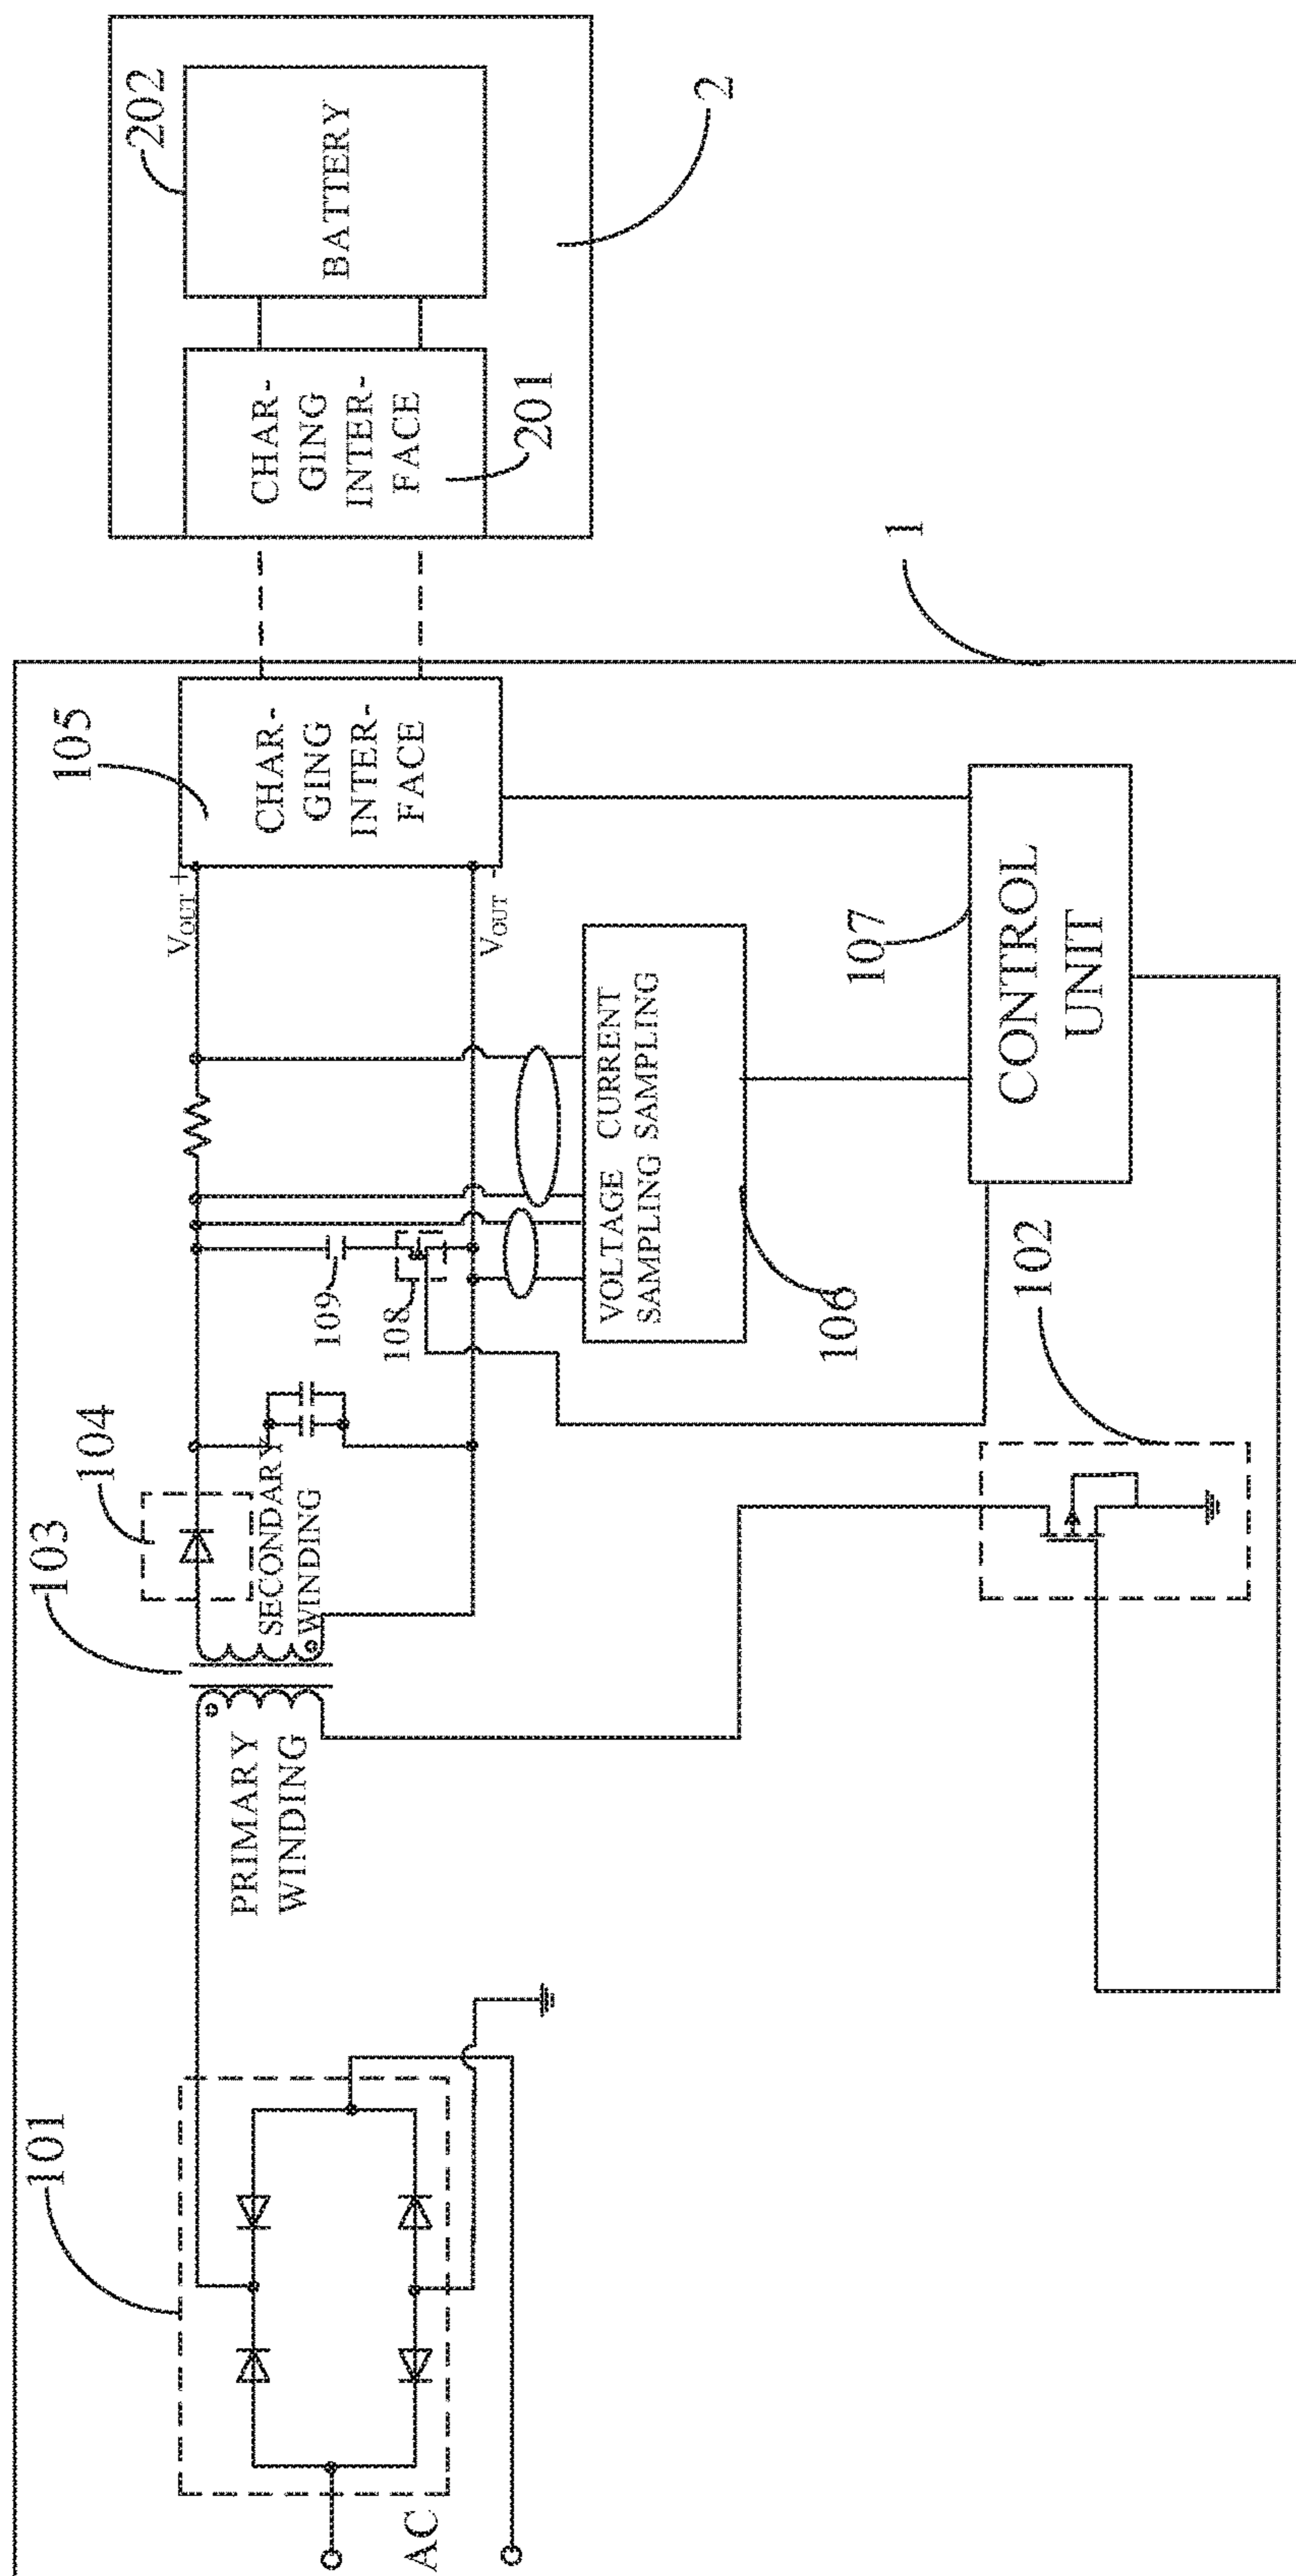 101
AC
PRIMARY
WINDING
103
104
SECONDARY
WINDING
109
108
VOUT+
VOUT-
105
CHAR-
GING
INTER-
FACE
VOLTAGE CURRENT
SAMPLING SAMPLING
106
107
CONTROL
UNIT
102
1
CHAR-
GING
INTER-
FACE
201
202
BATTERY
2